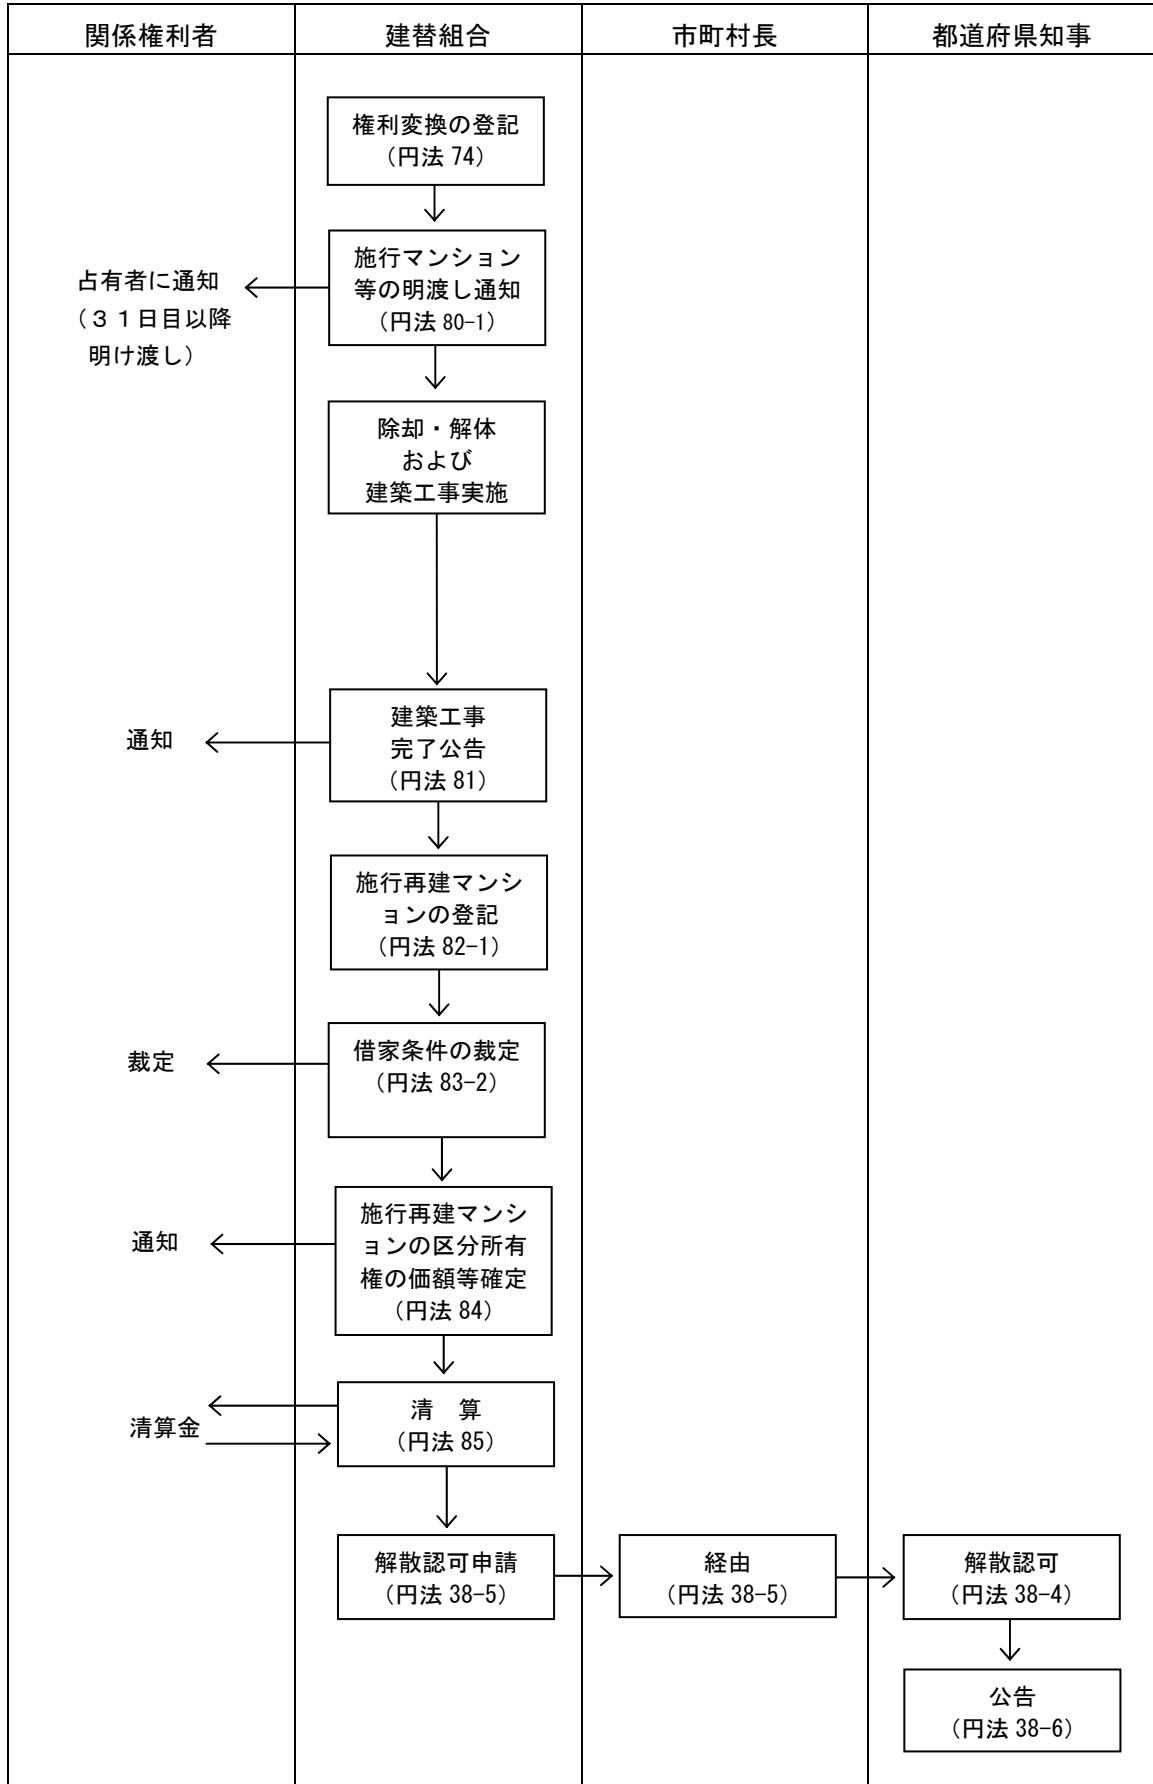 関係権利者
建替組合
市町村長
都道府県知事
権利変換の登記
（円法 74）
施行マンション
等の明渡し通知
（円法 80-1）
占有者に通知
（３１日目以降
明け渡し）
除却・解体
および
建築工事実施
建築工事
完了公告
（円法 81）
通知
施行再建マンシ
ョンの登記
（円法 82-1）
借家条件の裁定
（円法 83-2）
裁定
施行再建マンシ
ョンの区分所有
権の価額等確定
（円法 84）
通知
清　算
（円法 85）
清算金
解散認可申請
（円法 38-5）
経由
（円法 38-5）
解散認可
（円法 38-4）
公告
（円法 38-6）